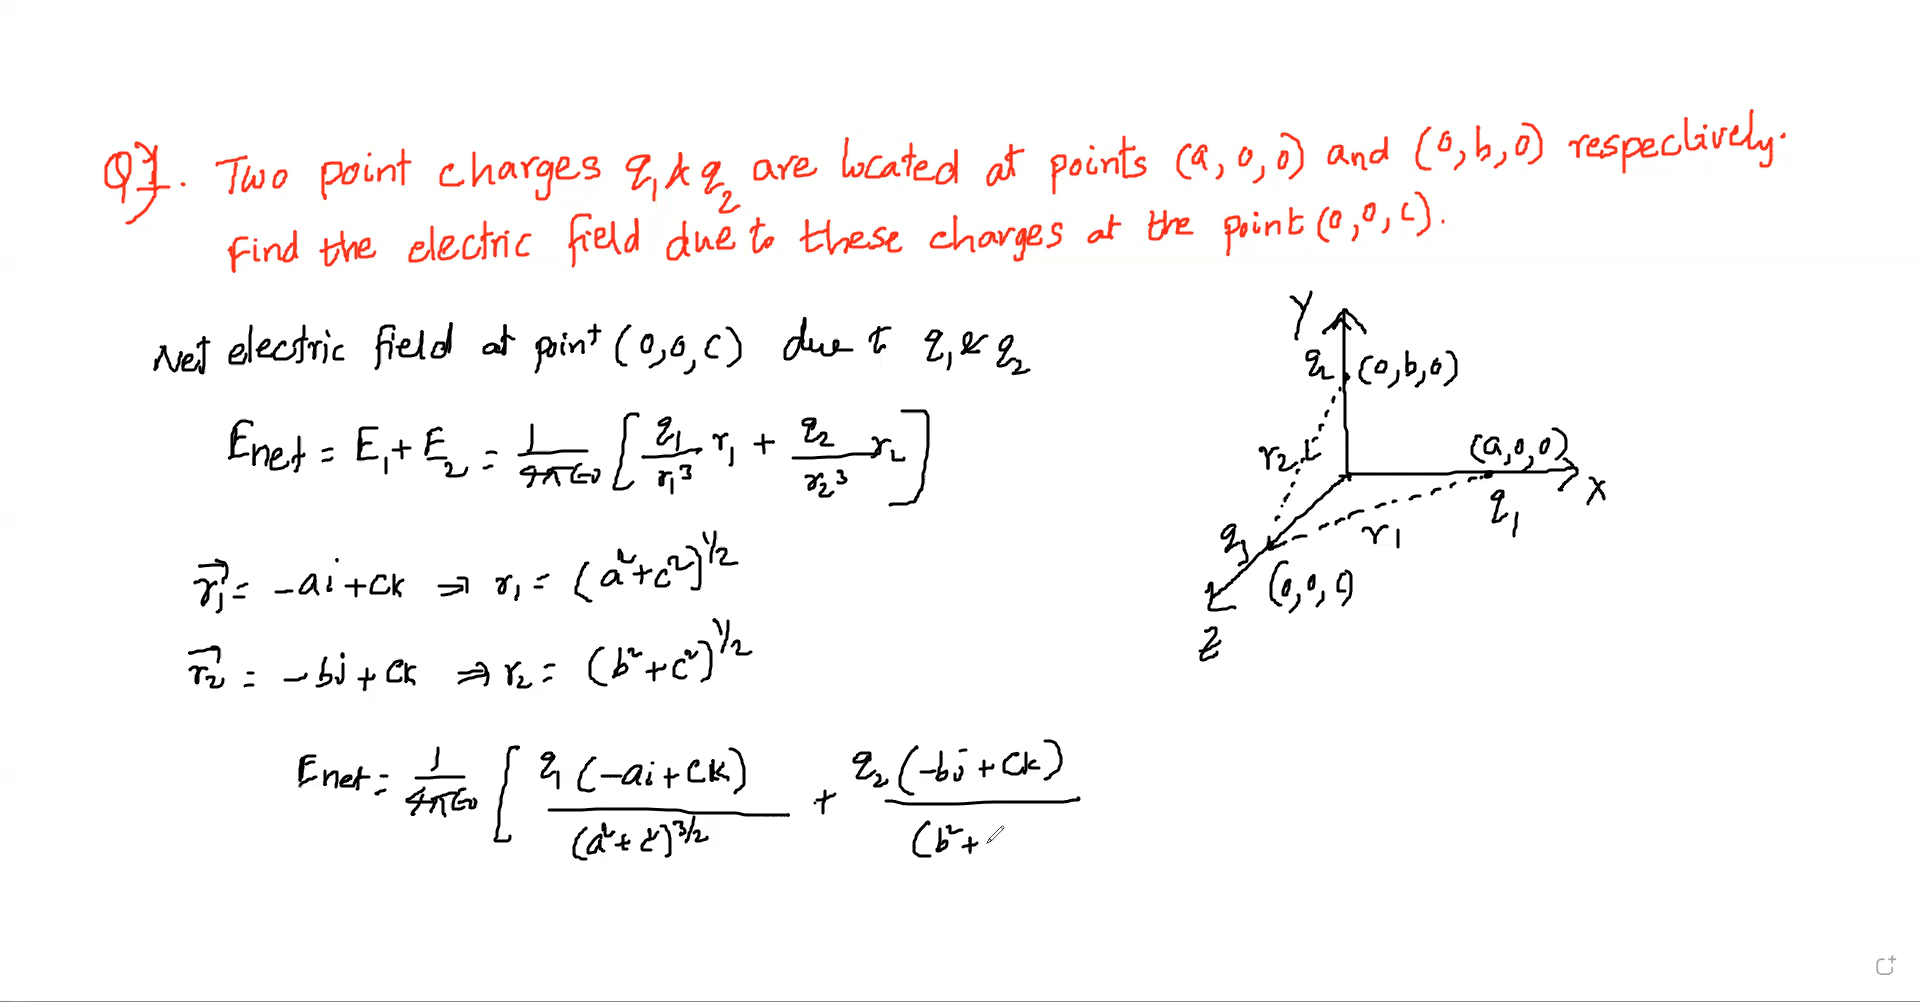 Q7. Two point charges q₁ & q₂ are located at points (a, 0, 0) and (0, b, 0) respectively.
Find the electric field due to these charges at the point (0, 0, c).
Net electric field at point (0, 0, c) due to q₁ & q₂
Enet = E₁ + E₂ = 1/4π∈₀ [ q₁/r₁³ r₁ + q₂/r₂³ r₂ ]
r₁→ = -ai + ck ⇒ r₁ = (a² + c²)^1/2
r₂→ = -bj + ck ⇒ r₂ = (b² + c²)^1/2
Enet = 1/4π∈₀ [ q₁ (-ai + ck)/(a² + c²)^3/2 + q₂ (-bj + ck)/(b² +
Y
q₂ (0, b, 0)
r₂
(a, 0, 0)
X
q₁
r₁
q
(0, 0, c)
Z